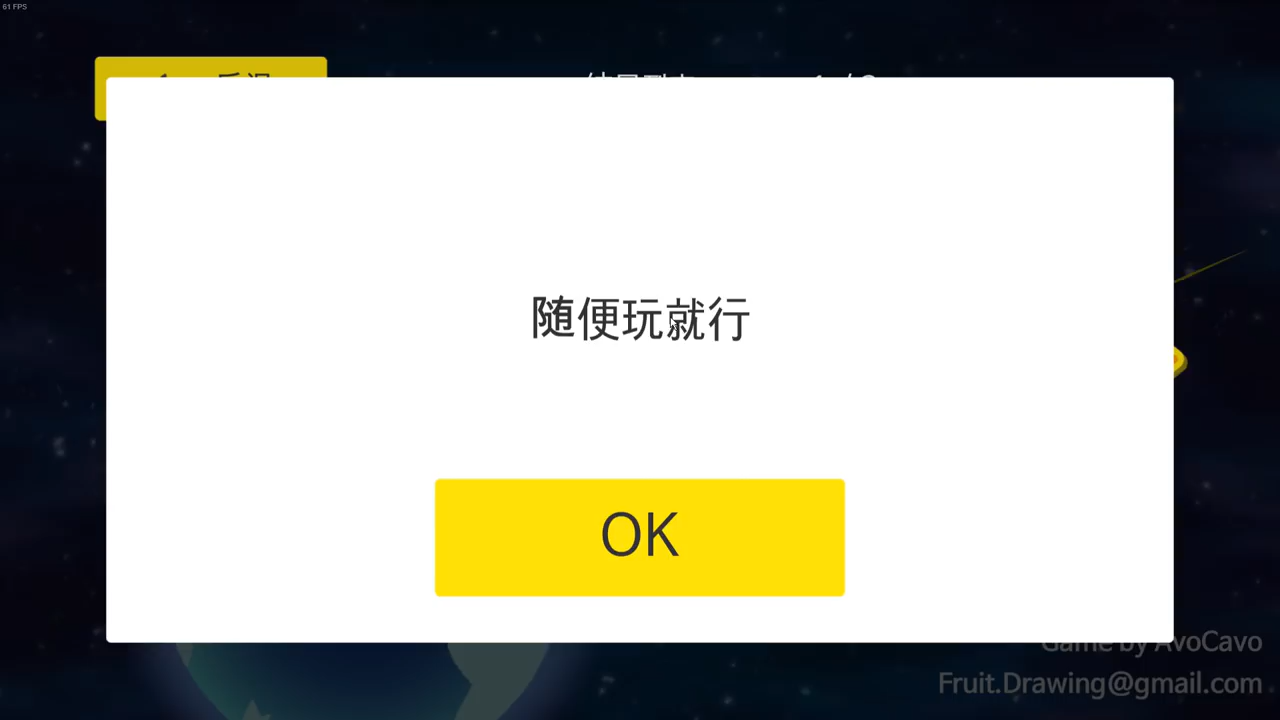 61 FPS
随便玩就行
OK
Game by AvoCavo
Fruit.Drawing@gmail.com